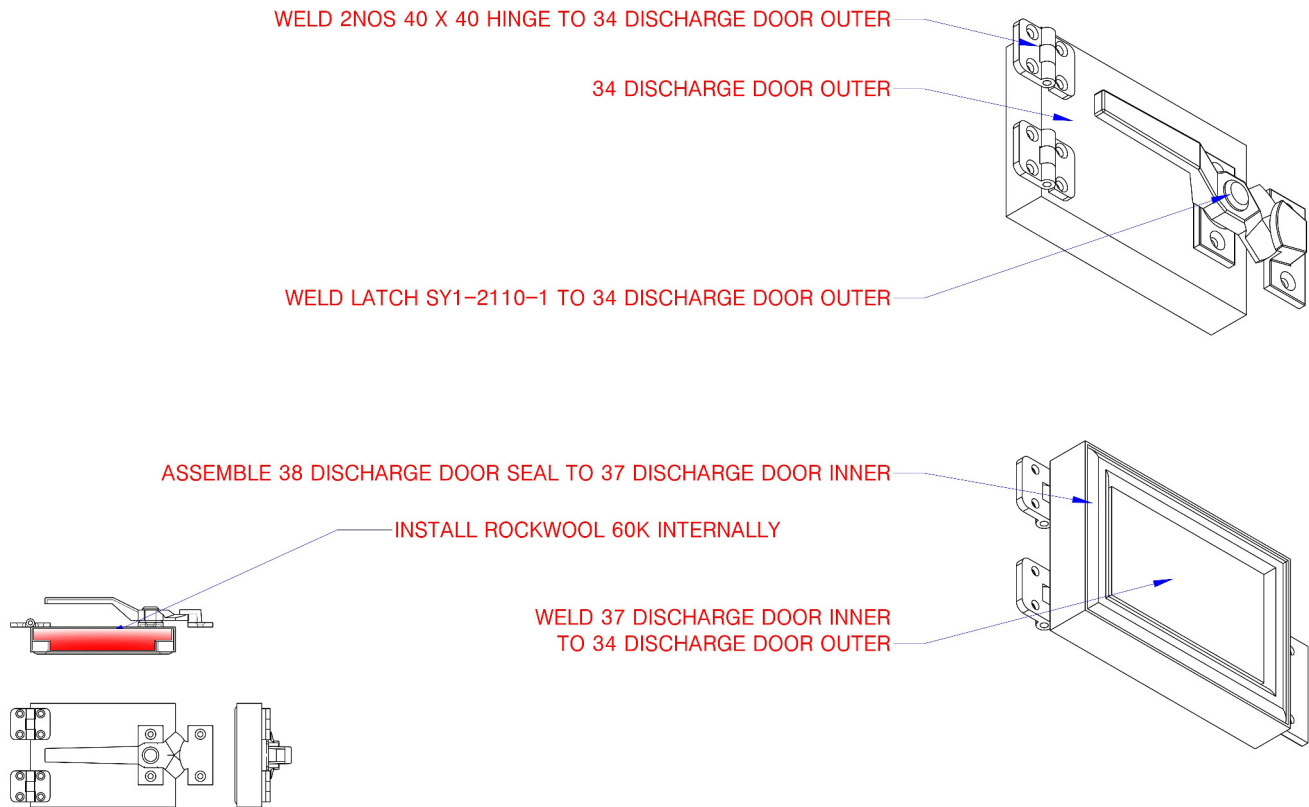 WELD 2NOS 40 X 40 HINGE TO 34 DISCHARGE DOOR OUTER
34 DISCHARGE DOOR OUTER
WELD LATCH SY1-2110-1 TO 34 DISCHARGE DOOR OUTER
ASSEMBLE 38 DISCHARGE DOOR SEAL TO 37 DISCHARGE DOOR INNER
INSTALL ROCKWOOL 60K INTERNALLY
WELD 37 DISCHARGE DOOR INNER
TO 34 DISCHARGE DOOR OUTER